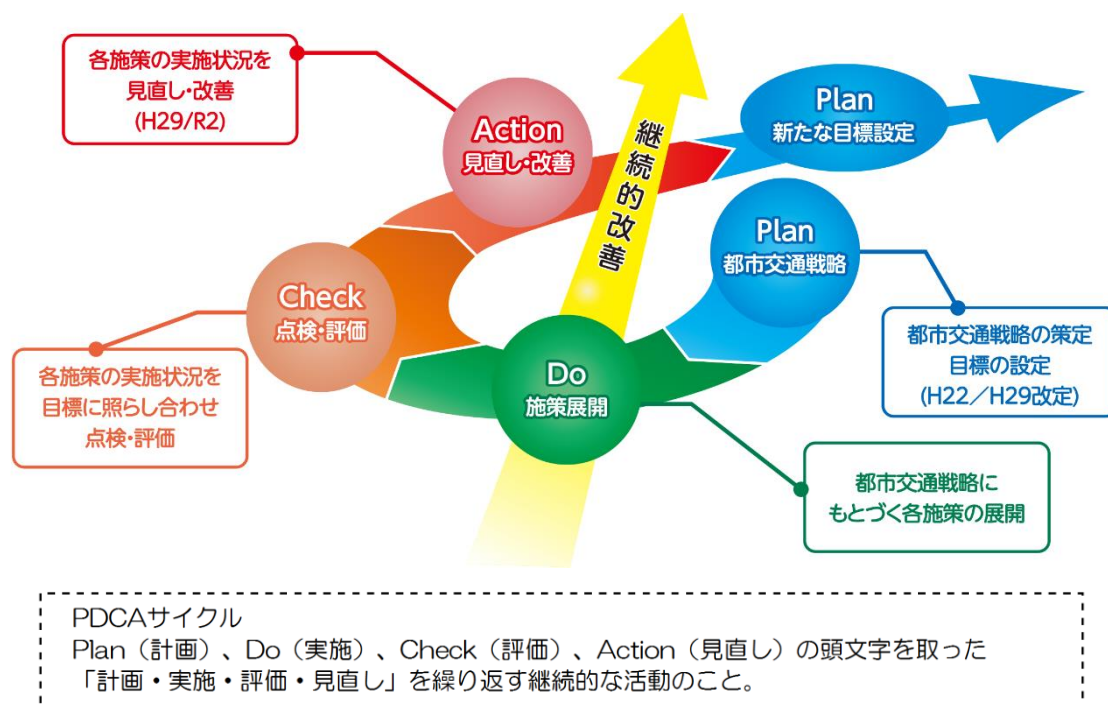 各施策の実施状況を
見直し・改善
(H29/R2)
Action
見直し・改善
継続的改善
Plan
新たな目標設定
Plan
都市交通戦略
Check
点検・評価
Do
施策展開
都市交通戦略の策定
目標の設定
(H22／H29改定)
各施策の実施状況を
目標に照らし合わせ
点検・評価
都市交通戦略に
もとづく各施策の展開
PDCAサイクル
Plan（計画）、Do（実施）、Check（評価）、Action（見直し）の頭文字を取った
「計画・実施・評価・見直し」を繰り返す継続的な活動のこと。